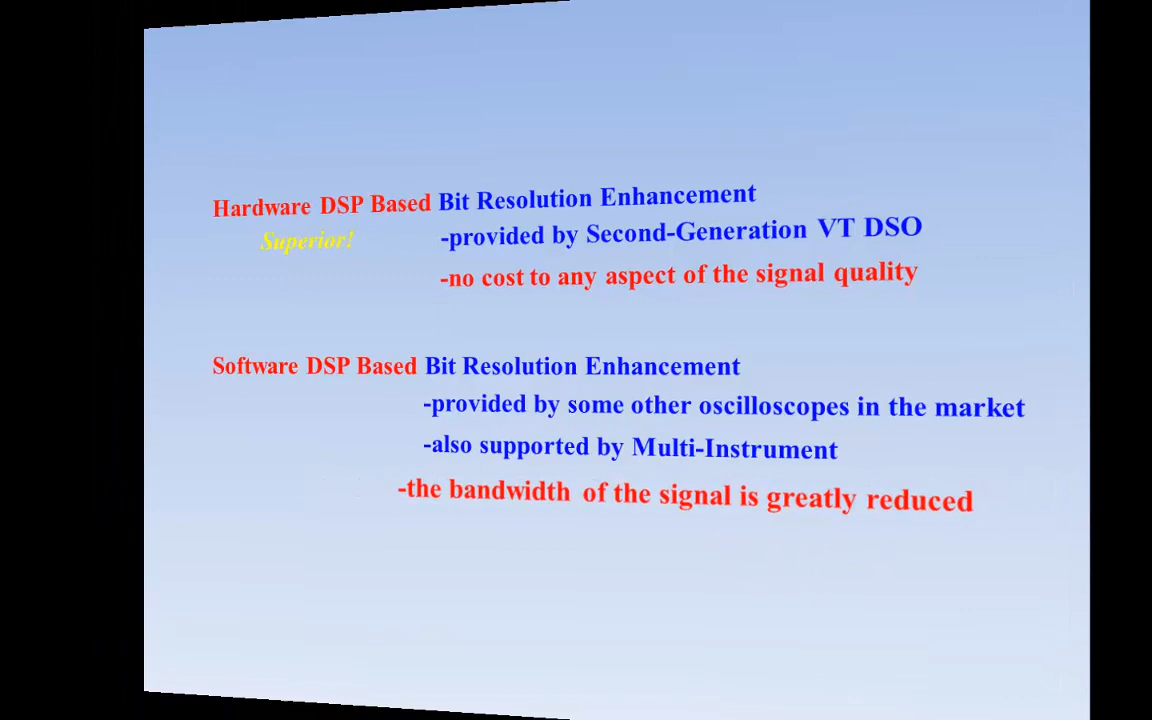 Hardware DSP Based Bit Resolution Enhancement
Superior! -provided by Second-Generation VT DSO
-no cost to any aspect of the signal quality
Software DSP Based Bit Resolution Enhancement
-provided by some other oscilloscopes in the market
-also supported by Multi-Instrument
-the bandwidth of the signal is greatly reduced